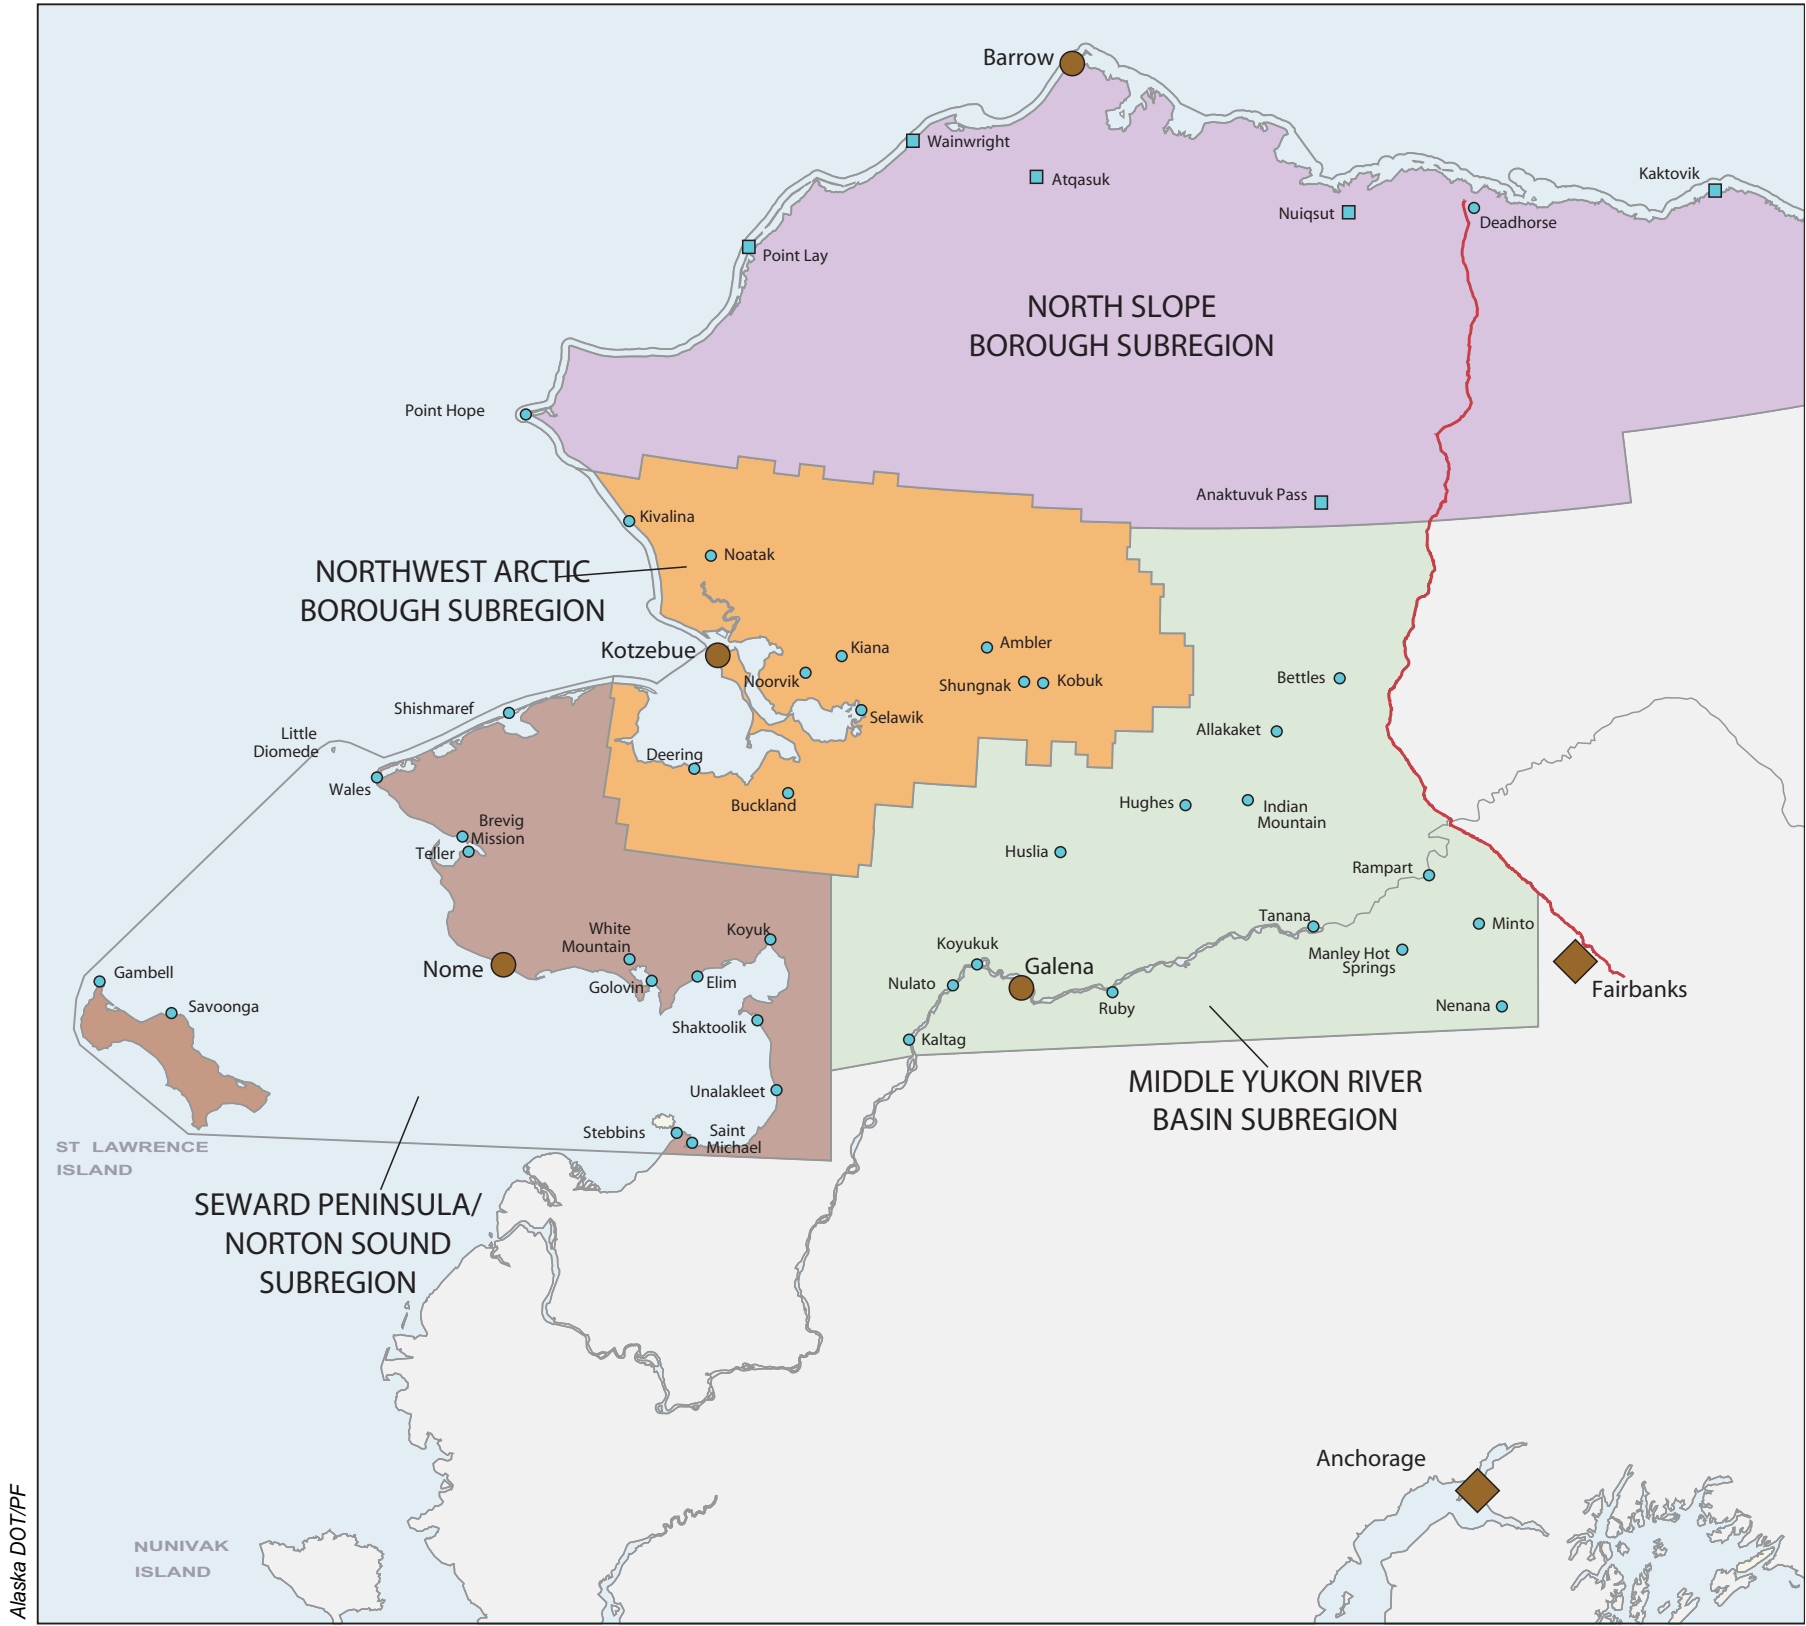 Barrow
Wainwright
Atqasuk
Kaktovik
Nuiqsut
Deadhorse
Point Lay
NORTH SLOPE
BOROUGH SUBREGION
Point Hope
Anaktuvuk Pass
Kivalina
Noatak
NORTHWEST ARCTIC
BOROUGH SUBREGION
Kotzebue
Kiana
Ambler
Noorvik
Shungnak
Kobuk
Bettles
Shishmaref
Selawik
Allakaket
Little
Diomede
Deering
Wales
Buckland
Hughes
Indian
Mountain
Brevig
Mission
Teller
Huslia
Rampart
White
Mountain
Koyuk
Tanana
Minto
Nome
Koyukuk
Manley Hot
Springs
Galena
Gambell
Golovin
Elim
Nulato
Fairbanks
Savoonga
Ruby
Nenana
Shaktoolik
Kaltag
Unalakleet
MIDDLE YUKON RIVER
BASIN SUBREGION
Stebbins
Saint
Michael
ST LAWRENCE
ISLAND
SEWARD PENINSULA/
NORTON SOUND
SUBREGION
Anchorage
NUNIVAK
ISLAND
Alaska DOT/PF